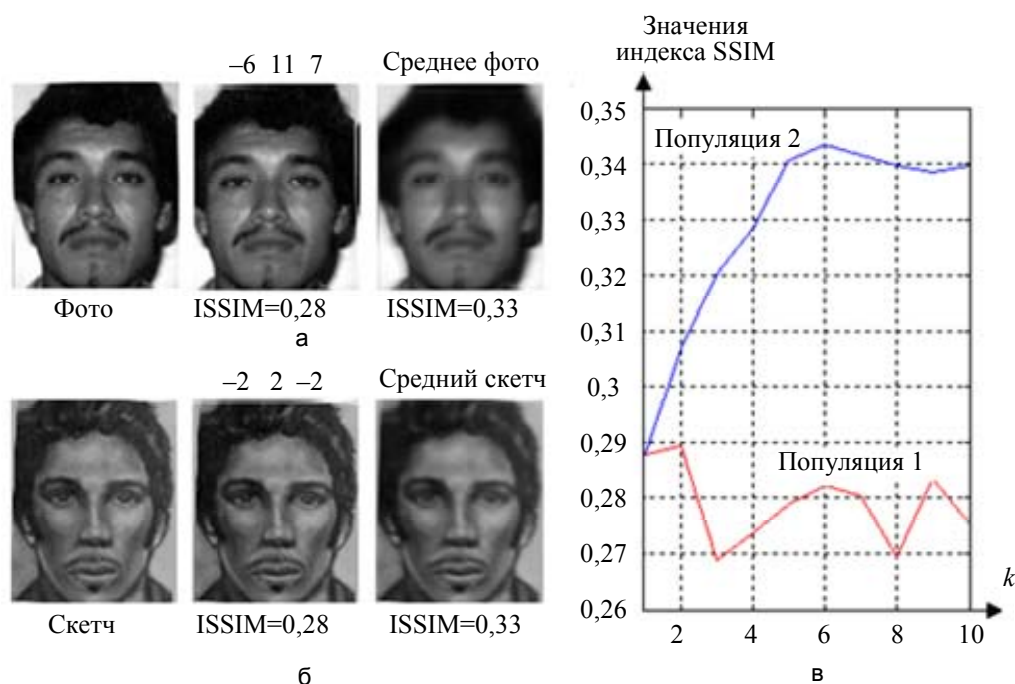 –6 11 7
Среднее фото
Фото
ISSIM=0,28
ISSIM=0,33
а
–2 2 –2
Средний скетч
Скетч
ISSIM=0,28
ISSIM=0,33
б
Значения
индекса SSIM
0,35
Популяция 2
0,34
0,33
0,32
0,31
0,3
0,29
Популяция 1
0,28
0,27
0,26
k
2 4 6 8 10
в